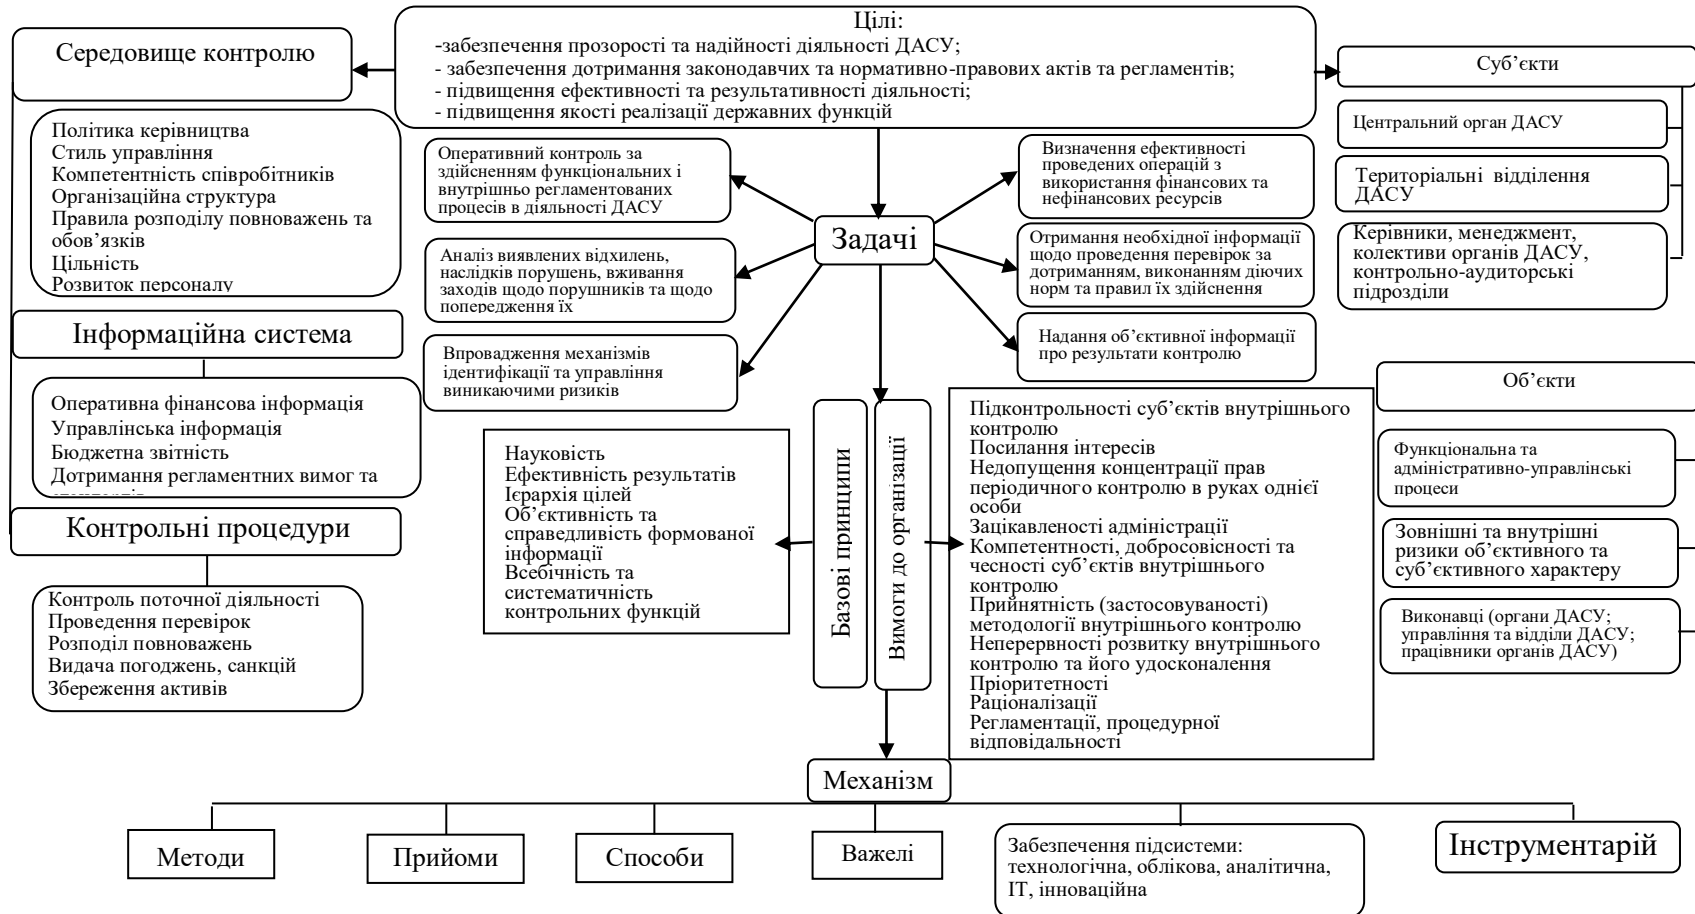 Цілі:
-забезпечення прозорості та надійності діяльності ДАСУ;
- забезпечення дотримання законодавчих та нормативно-правових актів та регламентів;
- підвищення ефективності та результативності діяльності;
- підвищення якості реалізації державних функцій
Середовище контролю
Політика керівництва
Стиль управління
Компетентність співробітників
Організаційна структура
Правила розподілу повноважень та
обов’язків
Цільність
Розвиток персоналу
Інформаційна система
Оперативна фінансова інформація
Управлінська інформація
Бюджетна звітність
Дотримання регламентних вимог та
Контрольні процедури
Контроль поточної діяльності
Проведення перевірок
Розподіл повноважень
Видача погоджень, санкцій
Збереження активів
Оперативний контроль за
здійсненням функціональних і
внутрішньо регламентованих
процесів в діяльності ДАСУ
Аналіз виявлених відхилень,
наслідків порушень, вживання
заходів щодо порушників та щодо
попередження їх
Впровадження механізмів
ідентифікації та управління
виникаючими ризиків
Задачі
Визначення ефективності
проведених операцій з
використання фінансових та
нефінансових ресурсів
Отримання необхідної інформації
щодо проведення перевірок за
дотриманням, виконанням діючих
норм та правил їх здійснення
Надання об’єктивної інформації
про результати контролю
Суб’єкти
Центральний орган ДАСУ
Територіальні відділення
ДАСУ
Керівники, менеджмент,
колективи органів ДАСУ,
контрольно-аудиторські
підрозділи
Об’єкти
Функціональна та
адміністративно-управлінські
процеси
Зовнішні та внутрішні
ризики об’єктивного та
суб’єктивного характеру
Виконавці (органи ДАСУ;
управління та відділи ДАСУ;
працівники органів ДАСУ)
Науковість
Ефективність результатів
Ієрархія цілей
Об’єктивність та
справедливість формованої
інформації
Всебічність та
систематичність
контрольних функцій
Базові принципи
Вимоги до організації
Підконтрольності суб’єктів внутрішнього
контролю
Посилання інтересів
Недопущення концентрації прав
періодичного контролю в руках однієї
особи
Зацікавленості адміністрації
Компетентності, добросовісності та
чесності суб’єктів внутрішнього
контролю
Прийнятність (застосовуваності)
методології внутрішнього контролю
Неперервності розвитку внутрішнього
контролю та його удосконалення
Пріоритетності
Раціоналізації
Регламентації, процедурної
відповідальності
Механізм
Методи
Прийоми
Способи
Важелі
Забезпечення підсистеми:
технологічна, облікова, аналітична,
ІТ, інноваційна
Інструментарій